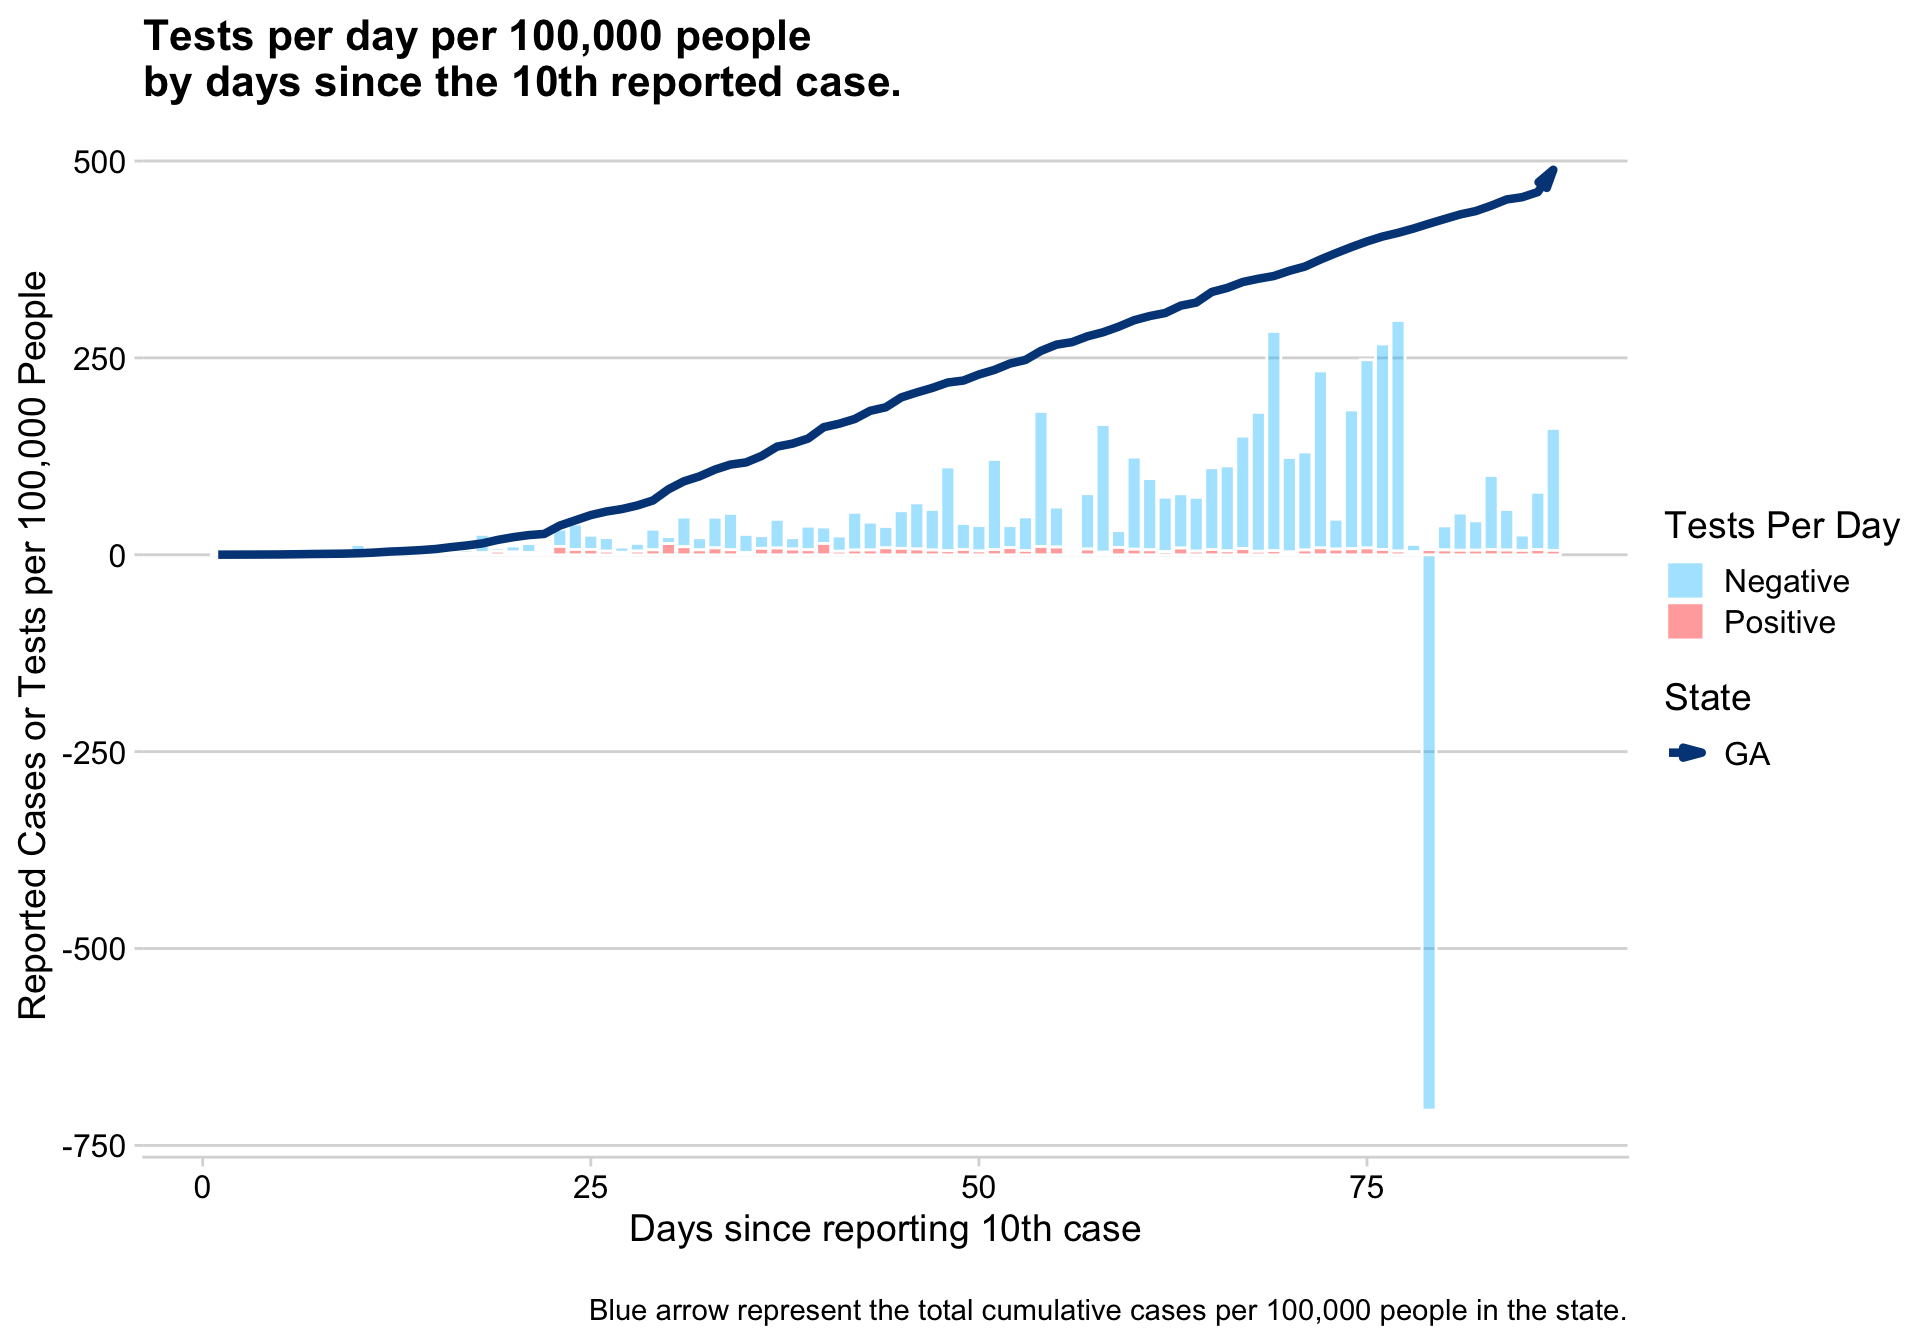 Tests per day per 100,000 people
by days since the 10th reported case.
Reported Cases or Tests per 100,000 People
500
250
0
-250
-500
-750
0
25
50
75
Days since reporting 10th case
Tests Per Day
Negative
Positive
State
GA
Blue arrow represent the total cumulative cases per 100,000 people in the state.